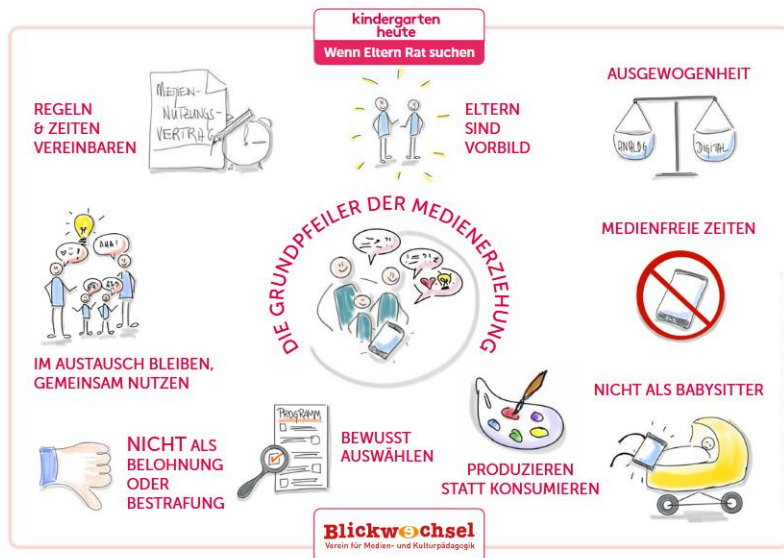 kindergarten
heute
Wenn Eltern Rat suchen
REGELN
& ZEITEN
VEREINBAREN
MEDIEN-
NUTZUNGS-
VERTRAG
ELTERN
SIND
VORBILD
AUSGEWOGENHEIT
ANALOG
DIGITAL
DIE GRUNDPFEILER DER MEDIENERZIEHUNG
AHA!
IM AUSTAUSCH BLEIBEN,
GEMEINSAM NUTZEN
MEDIENFREIE ZEITEN
NICHT ALS BABYSITTER
NICHT ALS
BELOHNUNG
ODER
BESTRAFUNG
PROGRAMM
BEWUSST
AUSWÄHLEN
PRODUZIEREN
STATT KONSUMIEREN
Blickwechsel
Verein für Medien- und Kulturpädagogik